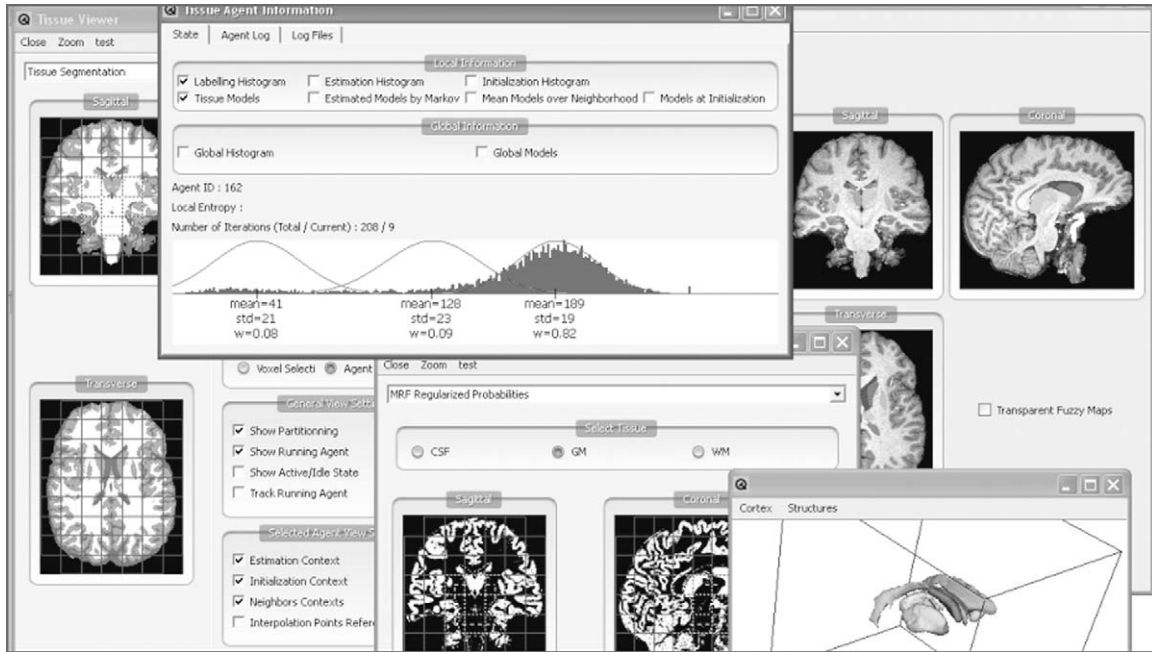 Tissue Viewer
Close Zoom test
Tissue Segmentation
Sagittal
Transverse
Tissue Agent Information
State Agent Log Log Files
Local Information
Labelling Histogram Estimation Histogram Initialization Histogram
Tissue Models Estimated Models by Markov Mean Models over Neighborhood Models at Initialization
Global Information
Global Histogram Global Models
Agent ID : 162
Local Entropy :
Number of Iterations (Total / Current) : 208 / 9
mean=41 mean=128 mean=189
std=21 std=23 std=19
w=0.08 w=0.09 w=0.82
Sagittal
Coronal
Transverse
Transparent Fuzzy Maps
Voxel Selecti Agent
General View Setti
Show Partitionning
Show Running Agent
Show Active/Idle State
Track Running Agent
Selected Agent View S
Estimation Context
Initialization Context
Neighbors Contexts
Interpolation Points Refere
Close Zoom test
MRF Regularized Probabilities
Select Tissue
CSF GM WM
Sagittal
Coronal
Cortex Structures